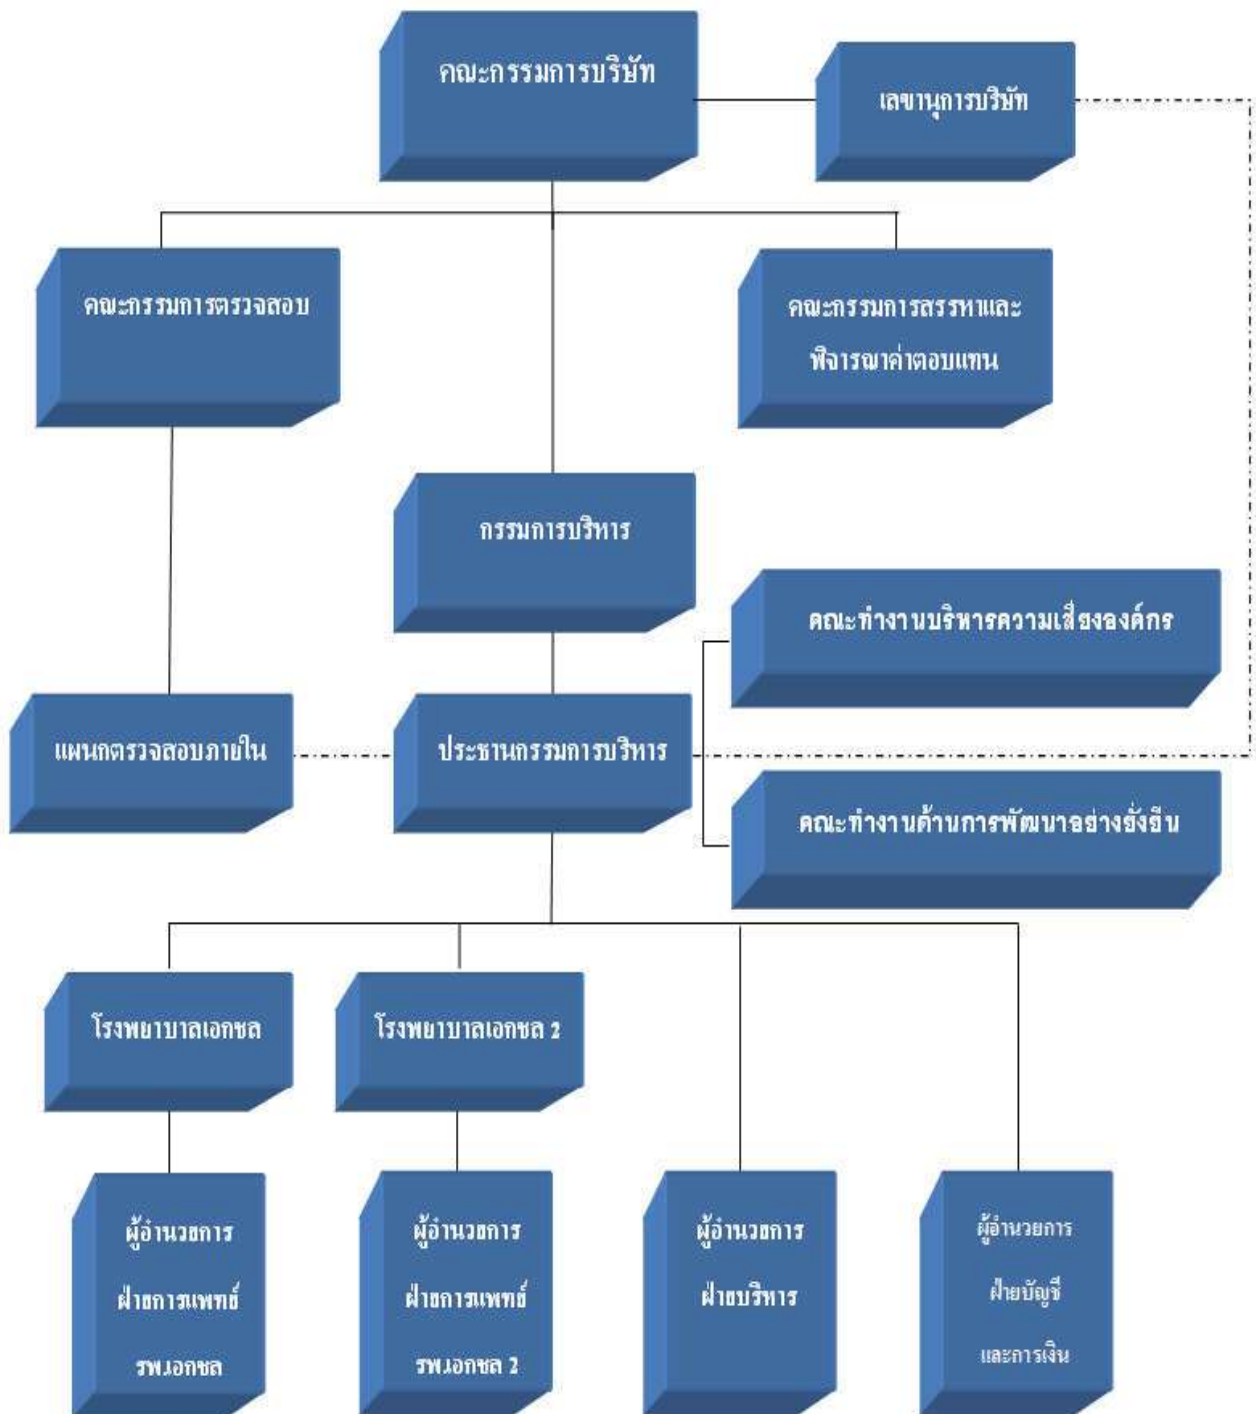 คณะกรรมการบริษัท
เลขานุการบริษัท
คณะกรรมการตรวจสอบ
คณะกรรมการสรรหาและ
พิจารณาค่าตอบแทน
กรรมการบริหาร
คณะทำงานบริหารความเสี่ยงองค์กร
แผนกตรวจสอบภายใน
ประธานกรรมการบริหาร
คณะทำงานด้านการพัฒนาอย่างยั่งยืน
โรงพยาบาลเอกชล
โรงพยาบาลเอกชล 2
ผู้อำนวยการ
ฝ่ายการแพทย์
รพ.เอกชล
ผู้อำนวยการ
ฝ่ายการแพทย์
รพ.เอกชล 2
ผู้อำนวยการ
ฝ่ายบริหาร
ผู้อำนวยการ
ฝ่ายบัญชี
และการเงิน